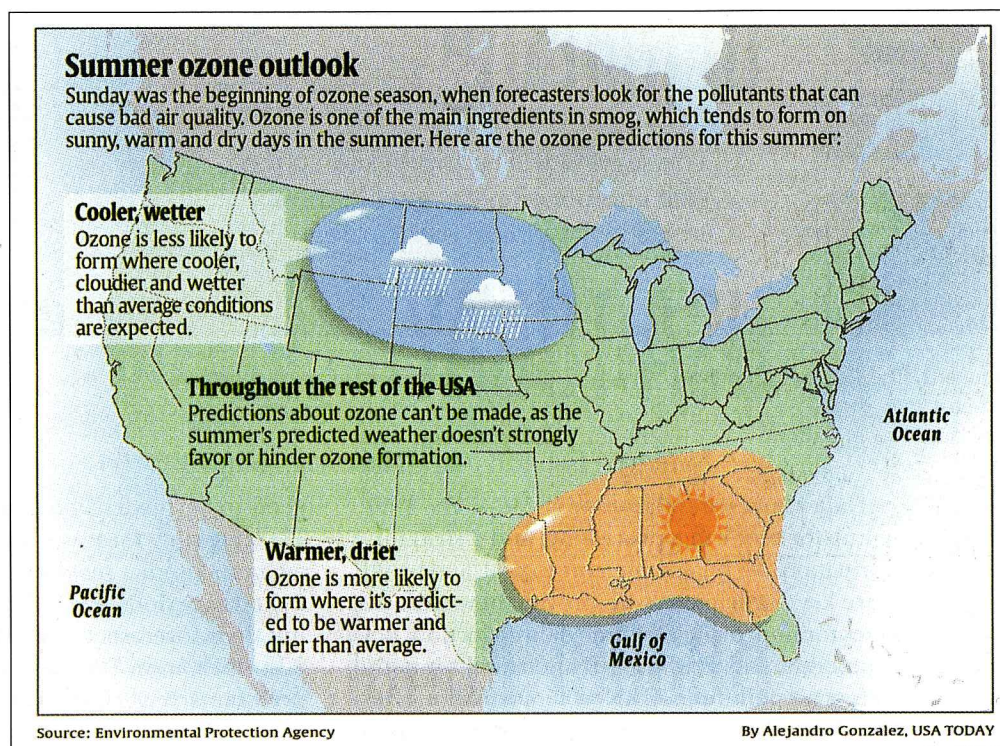 Summer ozone outlook
Sunday was the beginning of ozone season, when forecasters look for the pollutants that can
cause bad air quality. Ozone is one of the main ingredients in smog, which tends to form on
sunny, warm and dry days in the summer. Here are the ozone predictions for this summer:
Cooler, wetter
Ozone is less likely to
form where cooler,
cloudier and wetter
than average conditions
are expected.
Throughout the rest of the USA
Predictions about ozone can't be made, as the
summer's predicted weather doesn't strongly
favor or hinder ozone formation.
Atlantic
Ocean
Warmer, drier
Ozone is more likely to
form where it's predict-
ed to be warmer and
drier than average.
Pacific
Ocean
Gulf of
Mexico
Source: Environmental Protection Agency
By Alejandro Gonzalez, USA TODAY